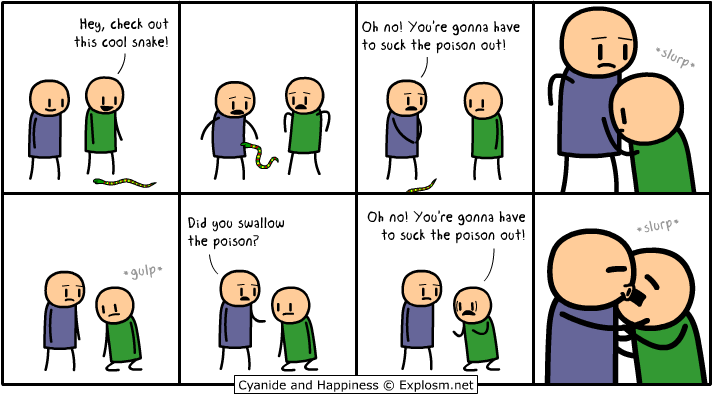 Hey, check out
this cool snake!
Oh no! You're gonna have
to suck the poison out!
*slurp*
*gulp*
Did you swallow
the poison?
Oh no! You're gonna have
to suck the poison out!
*slurp*
Cyanide and Happiness © Explosm.net